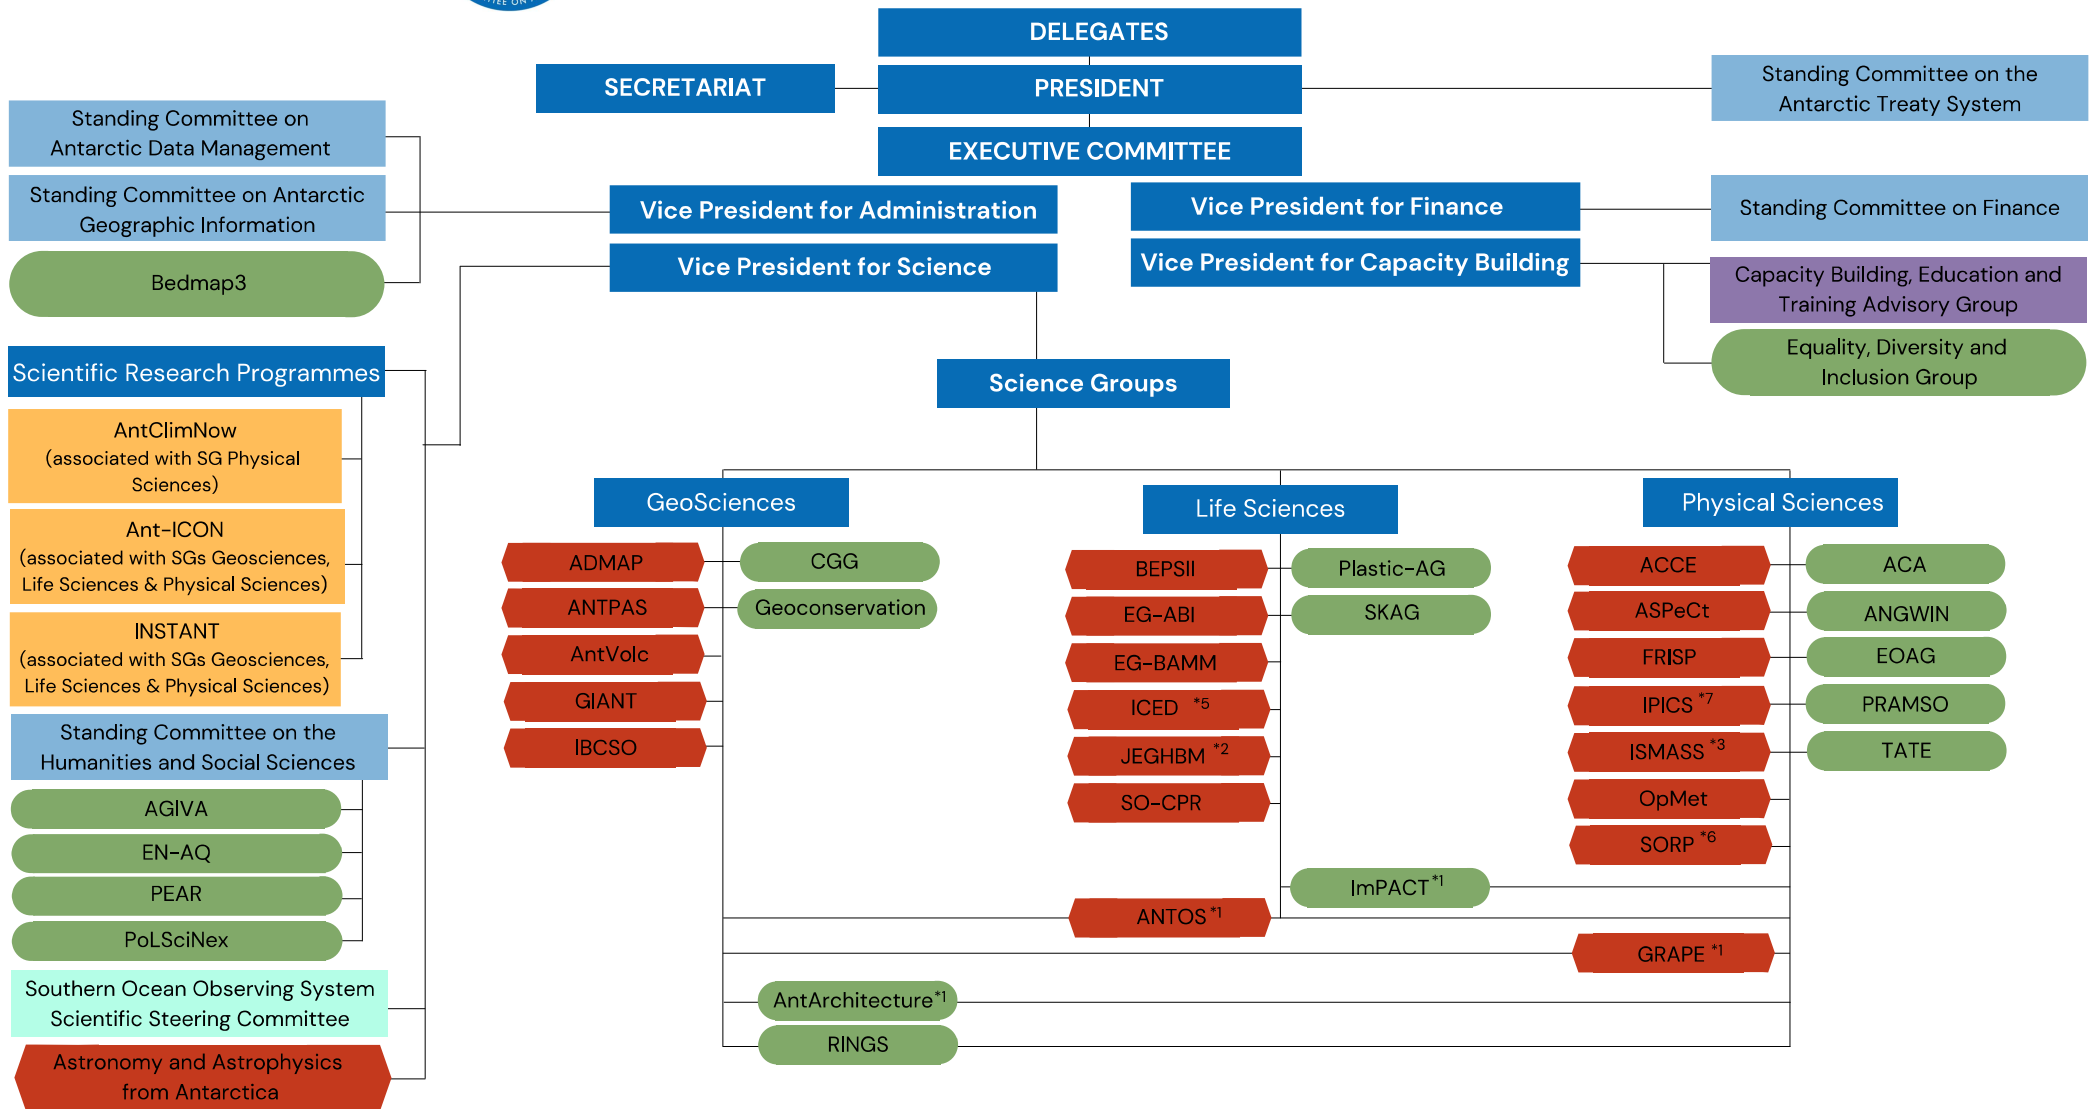 TEE ON
DELEGATES
SECRETARIAT
PRESIDENT
EXECUTIVE COMMITTEE
Standing Committee on the
Antarctic Treaty System
Standing Committee on
Antarctic Data Management
Standing Committee on Antarctic
Geographic Information
Bedmap3
Vice President for Administration
Vice President for Science
Vice President for Finance
Vice President for Capacity Building
Standing Committee on Finance
Capacity Building, Education and
Training Advisory Group
Equality, Diversity and
Inclusion Group
Scientific Research Programmes
AntClimNow
(associated with SG Physical
Sciences)
Ant-ICON
(associated with SGs Geosciences,
Life Sciences & Physical Sciences)
INSTANT
(associated with SGs Geosciences,
Life Sciences & Physical Sciences)
Standing Committee on the
Humanities and Social Sciences
AGIVA
EN-AQ
PEAR
PoLSciNex
Southern Ocean Observing System
Scientific Steering Committee
Astronomy and Astrophysics
from Antarctica
Science Groups
GeoSciences
ADMAP
ANTPAS
AntVolc
GIANT
IBCSO
CGG
Geoconservation
Life Sciences
BEPSII
EG-ABI
EG-BAMM
ICED *5
JEGHBM *2
SO-CPR
Plastic-AG
SKAG
Physical Sciences
ACCE
ASPeCt
FRISP
IPICS *7
ISMASS *3
OpMet
SORP *6
ACA
ANGWIN
EOAG
PRAMSO
TATE
ImPACT *1
ANTOS *1
GRAPE *1
AntArchitecture *1
RINGS